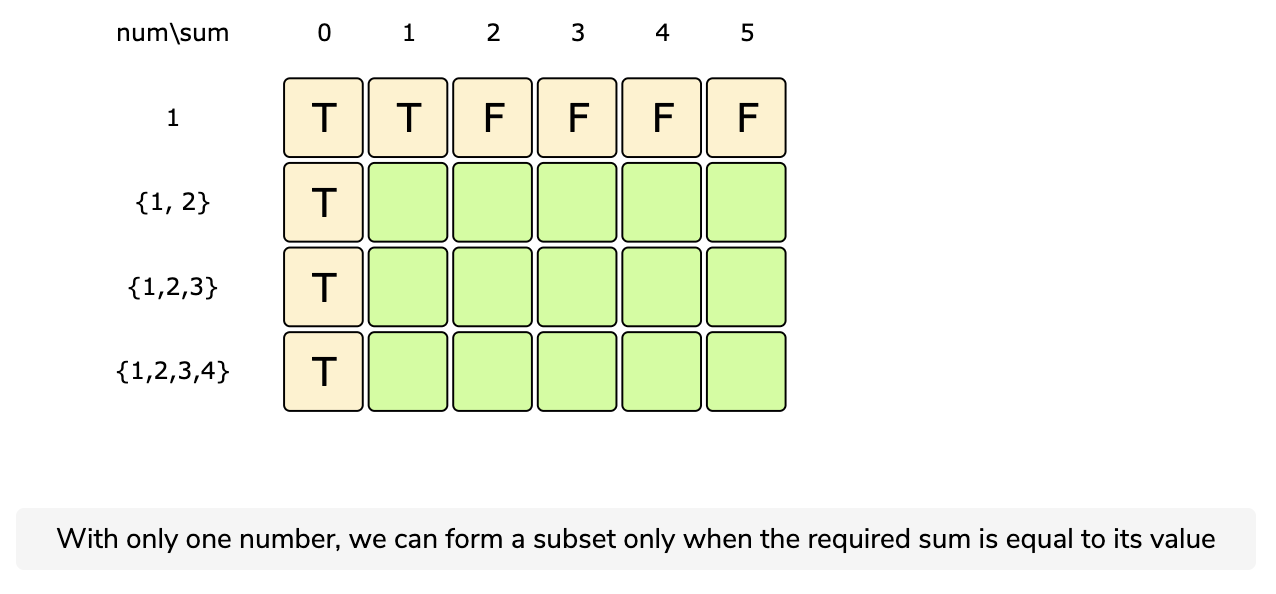 num\sum 0 1 2 3 4 5
1 T T F F F F
{1, 2} T
{1,2,3} T
{1,2,3,4} T
With only one number, we can form a subset only when the required sum is equal to its value